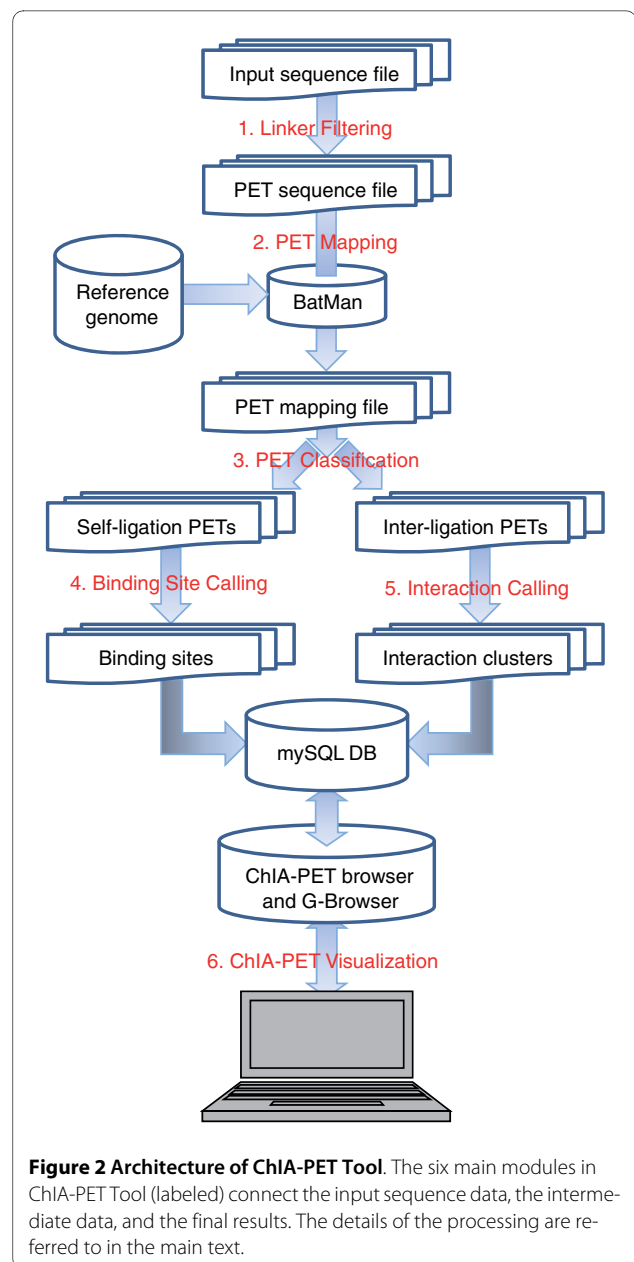 Input sequence file
1. Linker Filtering
PET sequence file
2. PET Mapping
Reference
genome
BatMan
PET mapping file
3. PET Classification
Self-ligation PETs
Inter-ligation PETs
4. Binding Site Calling
5. Interaction Calling
Binding sites
Interaction clusters
mySQL DB
ChIA-PET browser
and G-Browser
6. ChIA-PET Visualization
Figure 2 Architecture of ChIA-PET Tool. The six main modules in
ChIA-PET Tool (labeled) connect the input sequence data, the interme-
diate data, and the final results. The details of the processing are re-
ferred to in the main text.